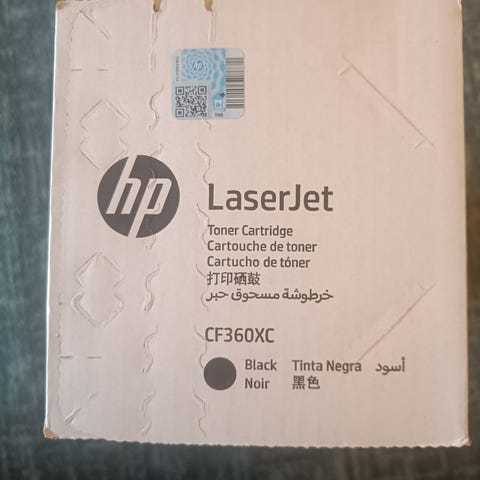 hp
LaserJet
Toner Cartridge
Cartouche de toner
Cartucho de tóner
打印硒鼓
خرطوشة مسحوق حبر
CF360XC
Black Tinta Negra أسود
Noir 黑色